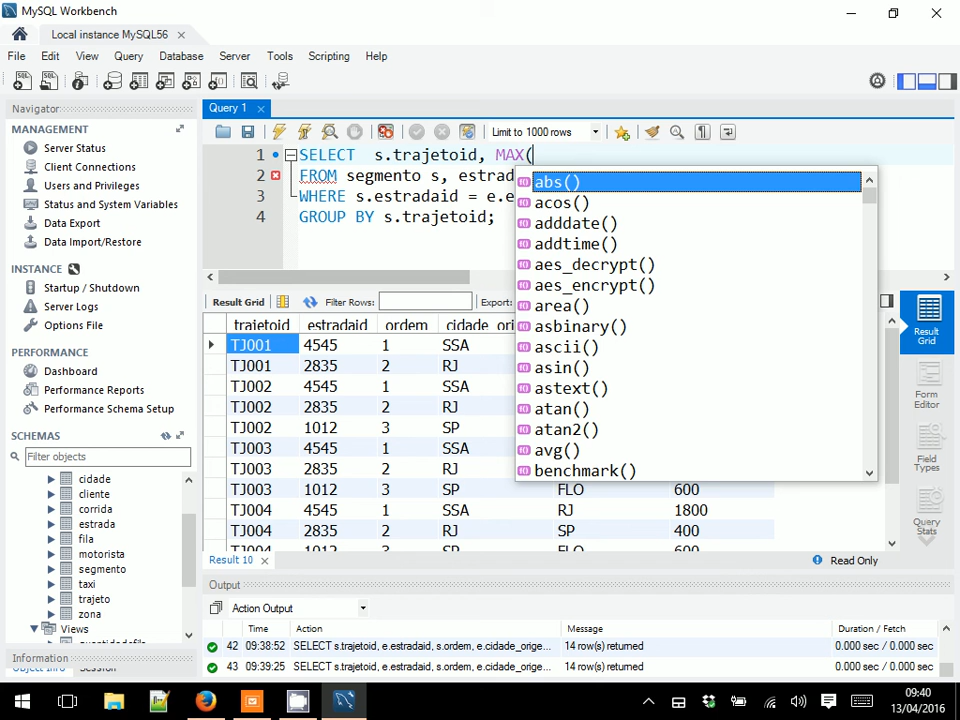 MySQL Workbench
Local instance MySQL56
File Edit View Query Database Server Tools Scripting Help
Navigator
MANAGEMENT
Server Status
Client Connections
Users and Privileges
Status and System Variables
Data Export
Data Import/Restore
INSTANCE
Startup / Shutdown
Server Logs
Options File
PERFORMANCE
Dashboard
Performance Reports
Performance Schema Setup
SCHEMAS
Filter objects
cidade
cliente
corrida
estrada
fila
motorista
segmento
taxi
trajeto
zona
Views
Information
Query 1
Limit to 1000 rows
1 SELECT s.trajetoid, MAX(
2 FROM segmento s, estrad
3 WHERE s.estradaid = e.e
4 GROUP BY s.trajetoid;
abs()
acos()
adddate()
addtime()
aes_decrypt()
aes_encrypt()
area()
asbinary()
ascii()
asin()
astext()
atan()
atan2()
avg()
benchmark()
Result Grid Filter Rows: Export:
trajetoid estradaid ordem cidade_ori
TJ001 4545 1 SSA
TJ001 2835 2 RJ
TJ002 4545 1 SSA
TJ002 2835 2 RJ
TJ002 1012 3 SP
TJ003 4545 1 SSA
TJ003 2835 2 RJ
TJ003 1012 3 SP FLO 600
TJ004 4545 1 SSA RJ 1800
TJ004 2835 2 RJ SP 400
TJ004 1012 3 SP FLO 600
Result Grid
Form Editor
Field Types
Query Stats
Result 10
Read Only
Output
Action Output
Time Action Message Duration / Fetch
42 09:38:52 SELECT s.trajetoid, e.estradaid, s.ordem, e.cidade_orige... 14 row(s) returned 0.000 sec / 0.000 sec
43 09:39:25 SELECT s.trajetoid, e.estradaid, s.ordem, e.cidade_orige... 14 row(s) returned 0.000 sec / 0.000 sec
09:40
13/04/2016